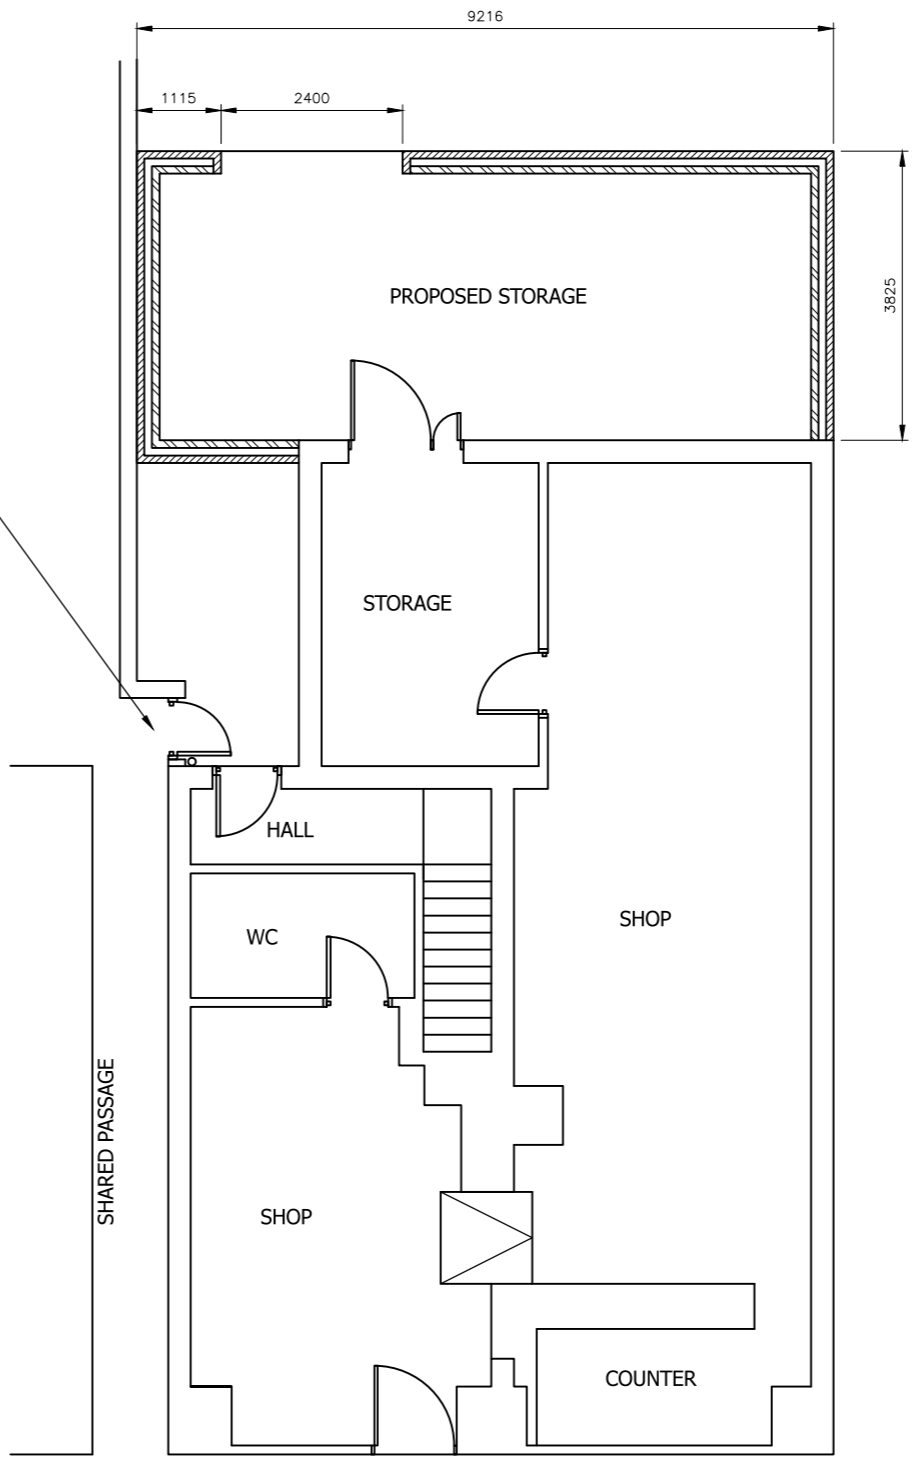 9216
1115
2400
3825
PROPOSED STORAGE
STORAGE
HALL
WC
SHOP
SHARED PASSAGE
SHOP
COUNTER